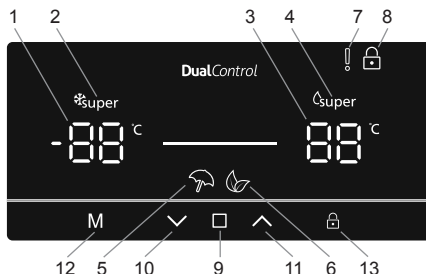 1 2 3 4 7 8
DualControl
super super
-88 °C 88 °C
M
12 5 10 9 11 6 13